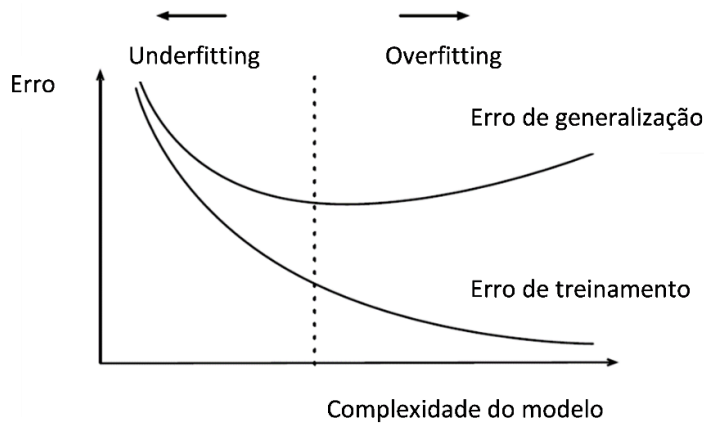 Underfitting
Overfitting
Erro
Erro de generalização
Erro de treinamento
Complexidade do modelo